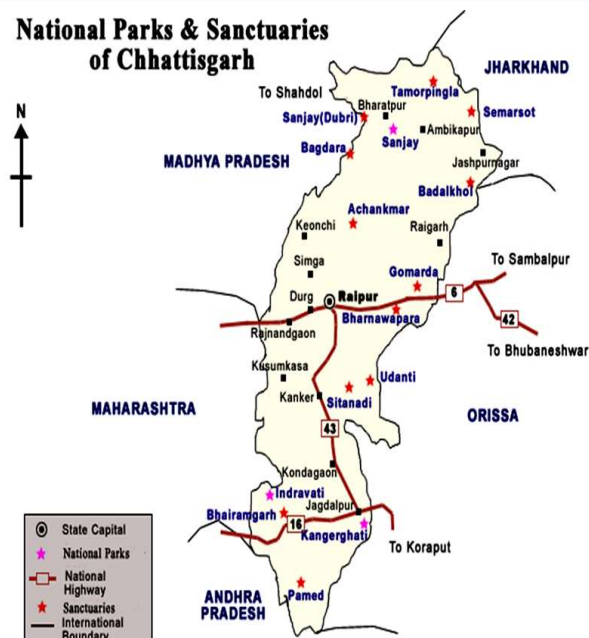 National Parks & Sanctuaries
of Chhattisgarh
JHARKHAND
To Shahdol
Tamorpingla
Bharatpur
Semarsot
N
Sanjay(Dubri)
Ambikapur
Sanjay
Bagdara
MADHYA PRADESH
Jashpurnagar
Badalkhol
Achankmar
Keonchi
Raigarh
Simga
To Sambalpur
Gomarda
Durg
Raipur
6
Bharnawapara
42
Rajnandgaon
To Bhubaneshwar
Kusumkasa
Udanti
Kanker
Sitanadi
MAHARASHTRA
ORISSA
43
Kondagaon
Indravati
Jagdalpur
Bhairamgarh
16
Kangerghati
To Koraput
State Capital
National Parks
National
Highway
Sanctuaries
International
Boundary
ANDHRA
PRADESH
Pamed